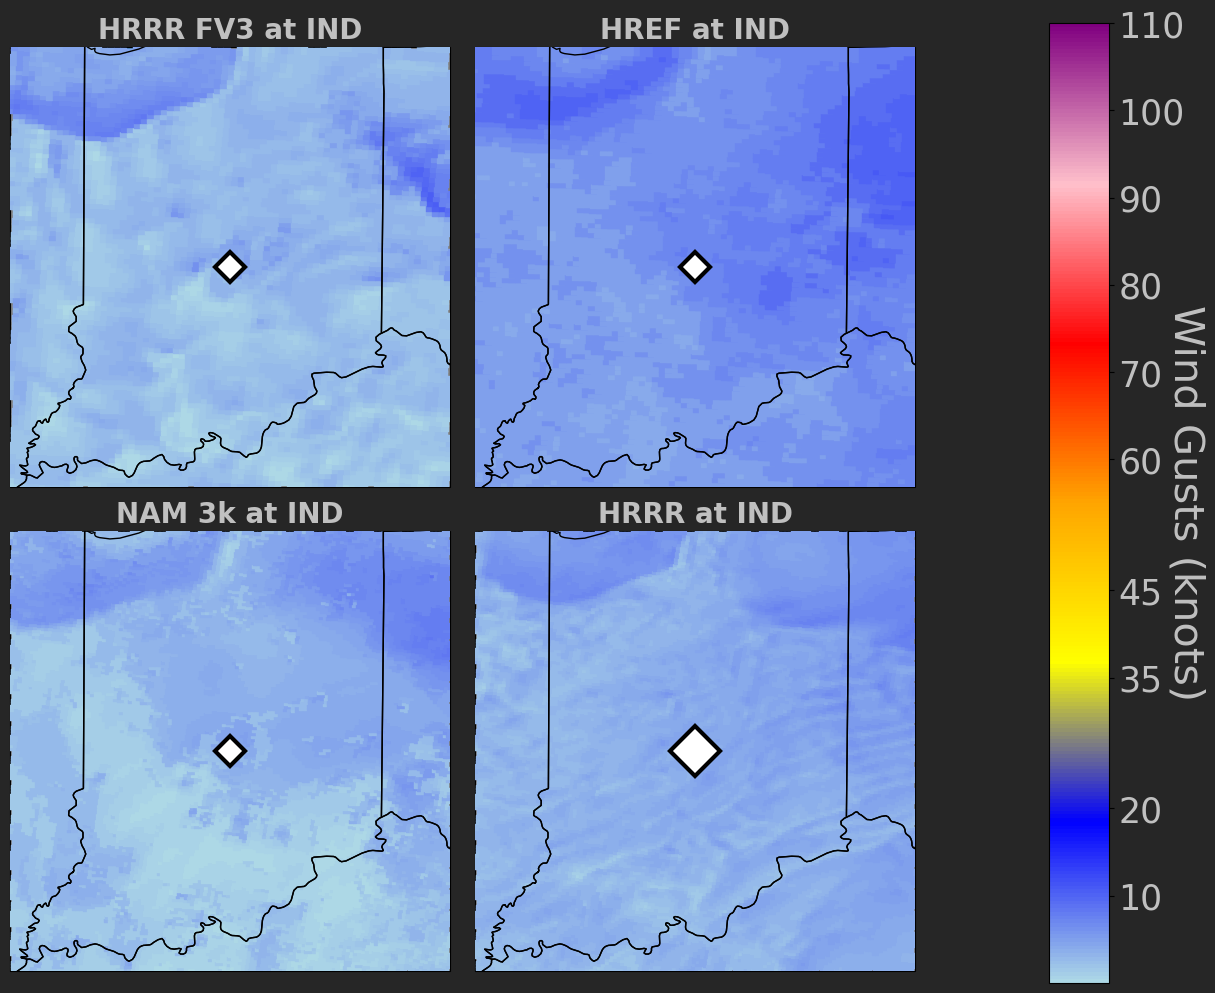 HRRR FV3 at IND
HREF at IND
NAM 3k at IND
HRRR at IND
110
100
90
80
70
60
45
35
20
10
Wind Gusts (knots)